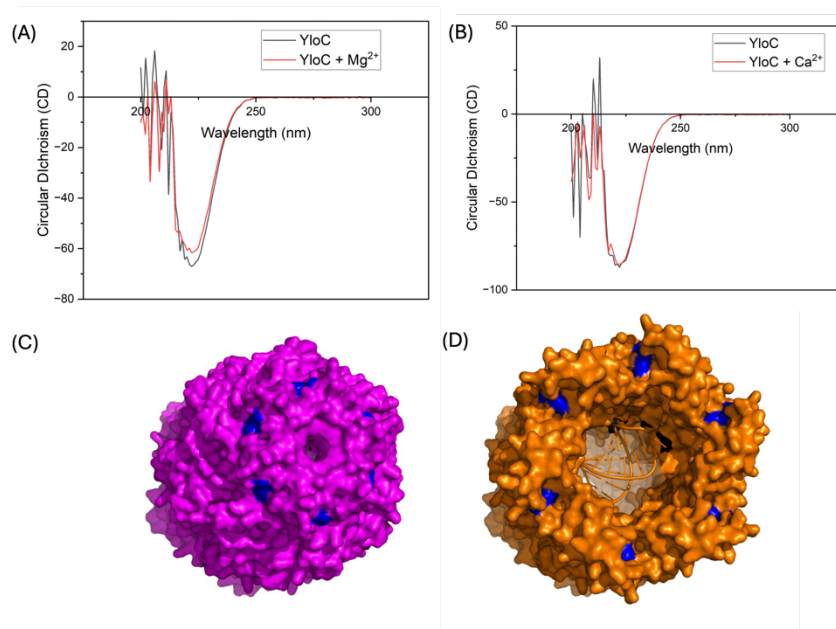 (A)
YloC
YloC + Mg²⁺
20
0
−20
−40
−60
−80
200
250
300
Wavelength (nm)
Circular DIchroism (CD)
(B)
YloC
YloC + Ca²⁺
50
0
−50
−100
200
250
300
Wavelength (nm)
Circular DIchroism (CD)
(C)
(D)